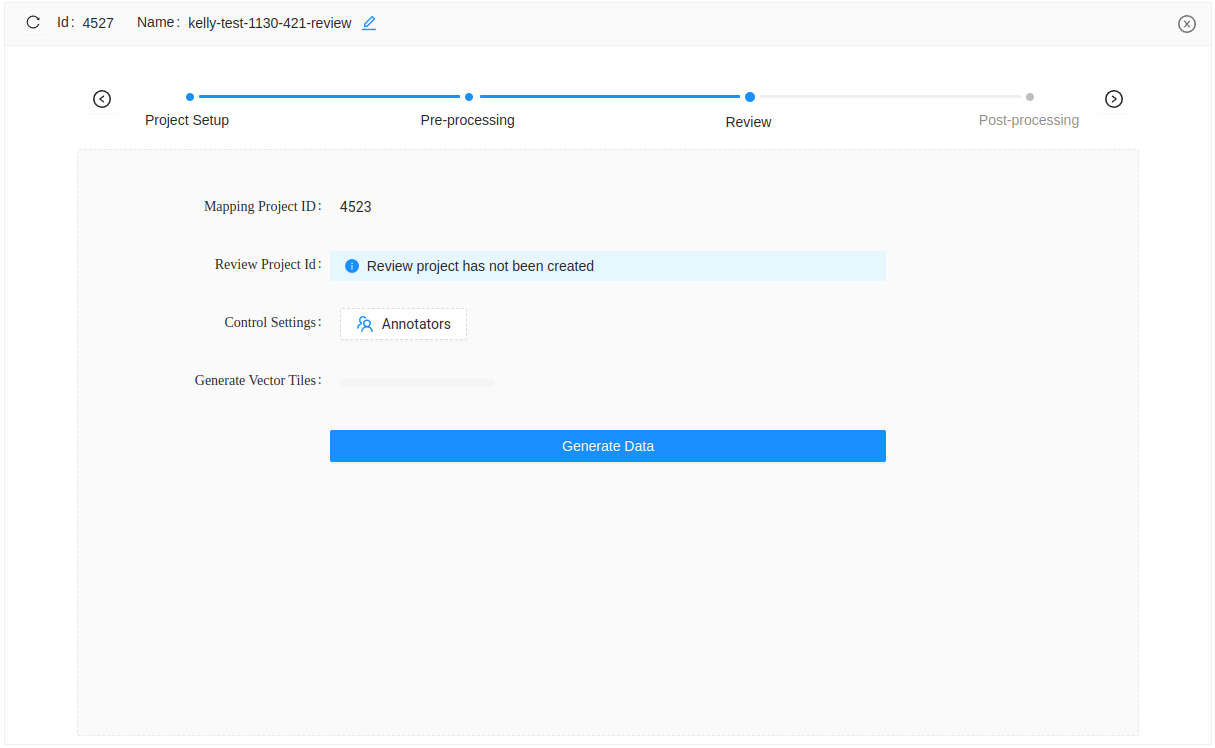 Id: 4527 Name: kelly-test-1130-421-review
Project Setup Pre-processing Review Post-processing
Mapping Project ID: 4523
Review Project Id: Review project has not been created
Control Settings: Annotators
Generate Vector Tiles:
Generate Data